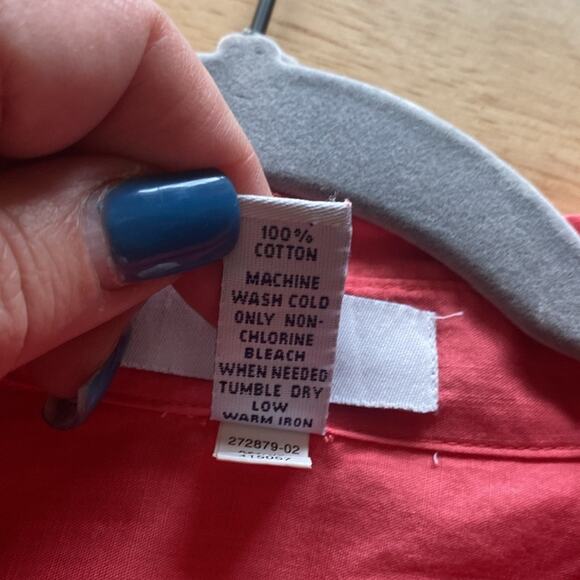 100%
COTTON
MACHINE
WASH COLD
ONLY NON-
CHLORINE
BLEACH
WHEN NEEDED
TUMBLE DRY
LOW
WARM IRON
272879-02